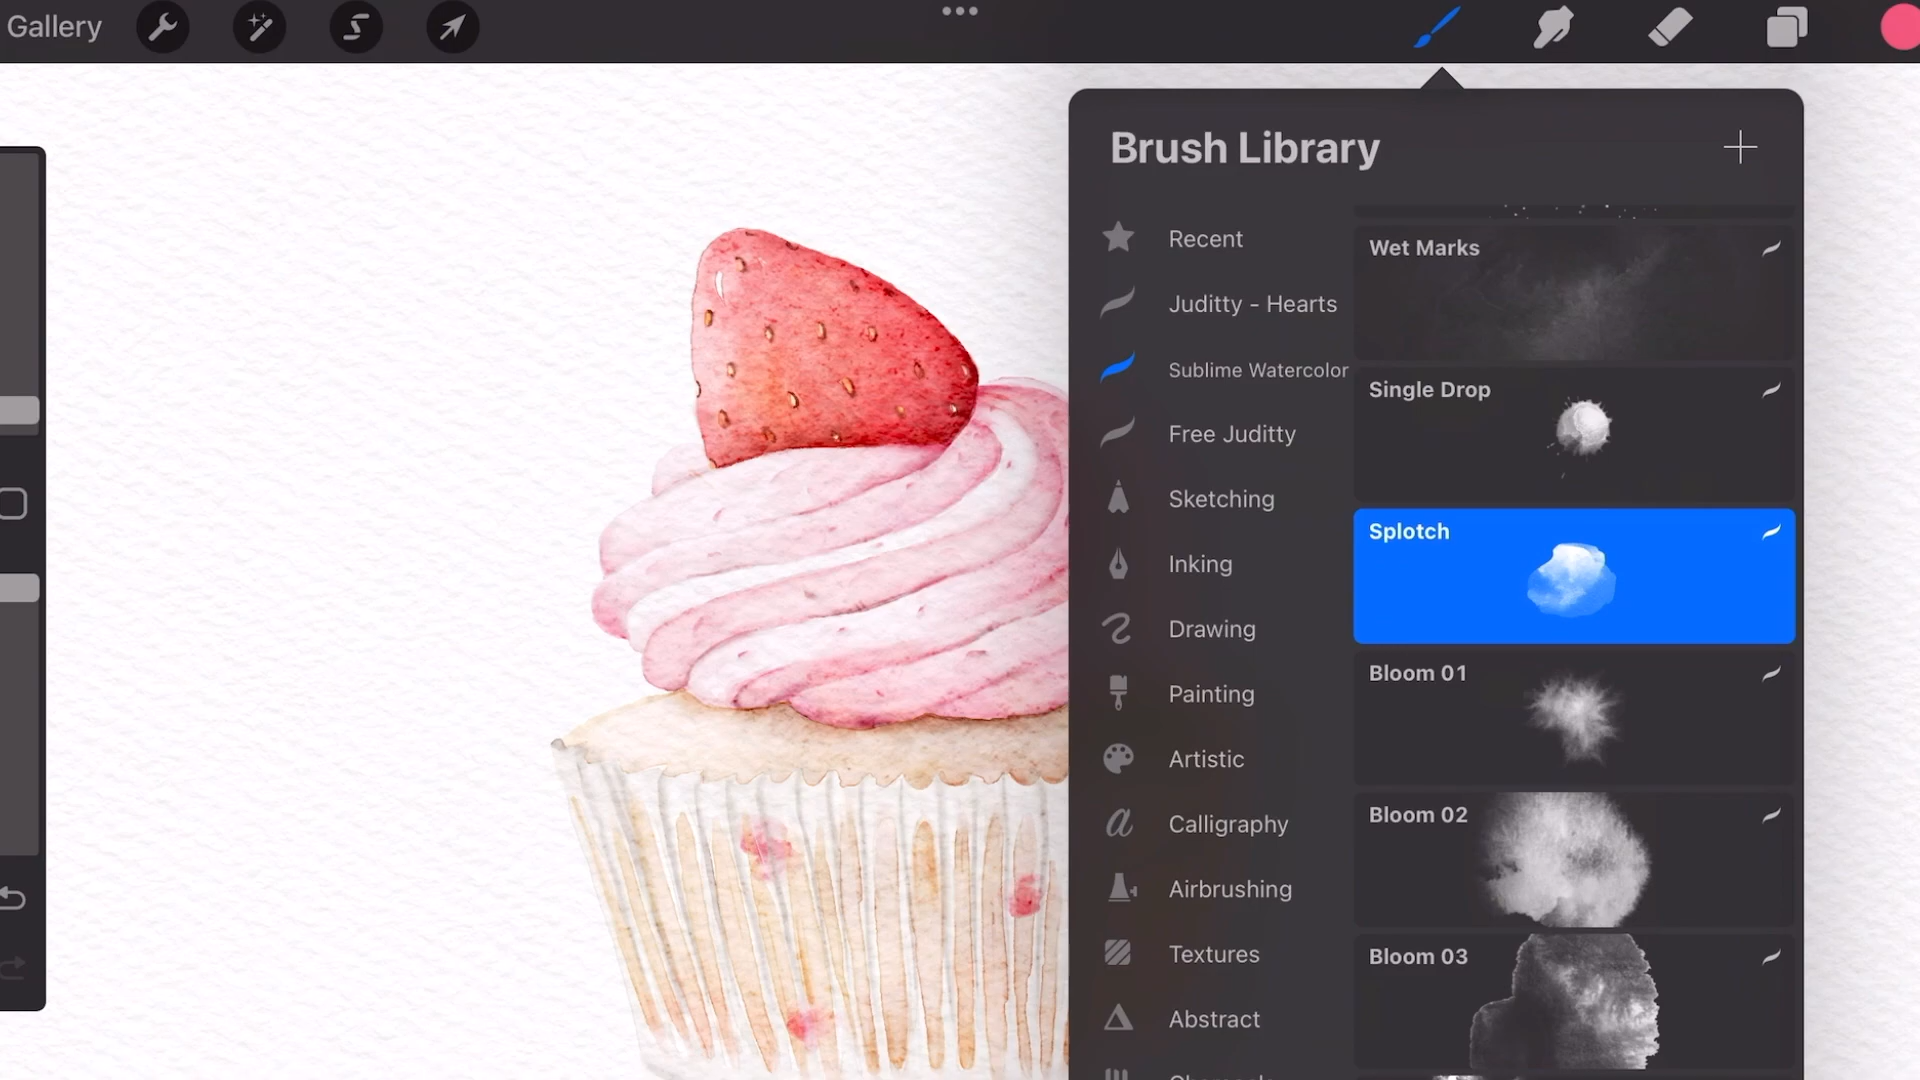 Gallery
Brush Library
Recent
Juditty - Hearts
Sublime Watercolor
Free Juditty
Sketching
Inking
Drawing
Painting
Artistic
Calligraphy
Airbrushing
Textures
Abstract
Wet Marks
Single Drop
Splotch
Bloom 01
Bloom 02
Bloom 03